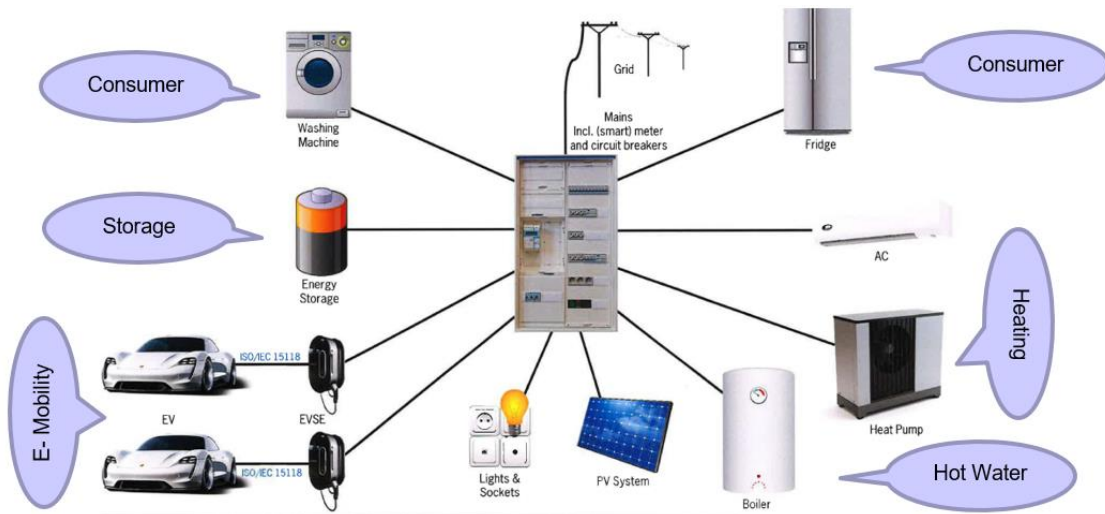 Consumer
Washing
Machine
Grid
Mains
Incl. (smart) meter
and circuit breakers
Fridge
Consumer
Storage
Energy
Storage
AC
Heating
Heat Pump
E- Mobility
ISO/IEC 15118
EV
EVSE
ISO/IEC 15118
Lights &
Sockets
PV System
Boiler
Hot Water